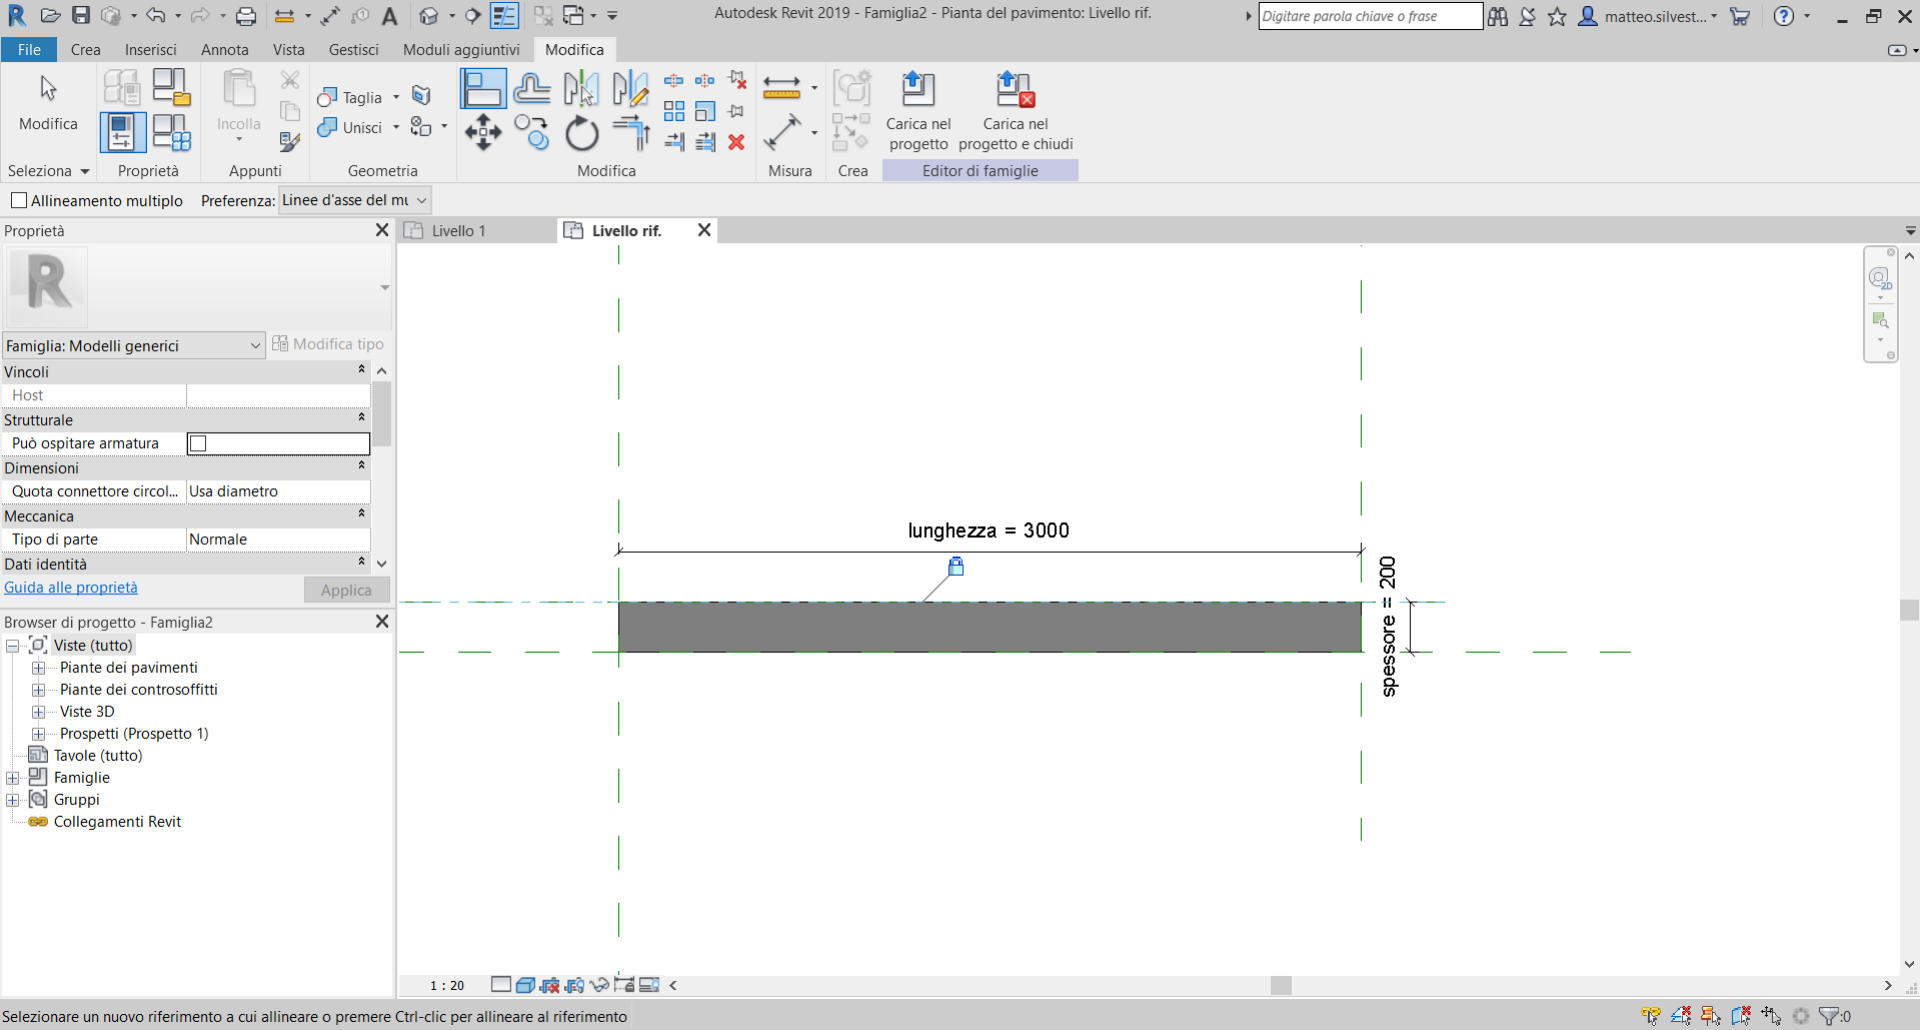 Autodesk Revit 2019 - Famiglia2 - Pianta del pavimento: Livello rif.
Digitare parola chiave o frase
matteo.silvest...
File Crea Inserisci Annota Vista Gestisci Moduli aggiuntivi Modifica
Modifica
Incolla
Taglia
Unisci
Carica nel progetto
Carica nel progetto e chiudi
Seleziona Proprietà Appunti Geometria Modifica Misura Crea Editor di famiglie
Allineamento multiplo Preferenza: Linee d'asse del mu
Proprietà
Livello 1
Livello rif.
R
2D
Famiglia: Modelli generici
Modifica tipo
Vincoli
Host
Strutturale
Può ospitare armatura
Dimensioni
Quota connettore circol... Usa diametro
Meccanica
Tipo di parte Normale
Dati identità
Guida alle proprietà
Applica
Browser di progetto - Famiglia2
Viste (tutto)
Piante dei pavimenti
Piante dei controsoffitti
Viste 3D
Prospetti (Prospetto 1)
Tavole (tutto)
Famiglie
Gruppi
Collegamenti Revit
lunghezza = 3000
spessore = 200
1 : 20
Selezionare un nuovo riferimento a cui allineare o premere Ctrl-clic per allineare al riferimento
:0